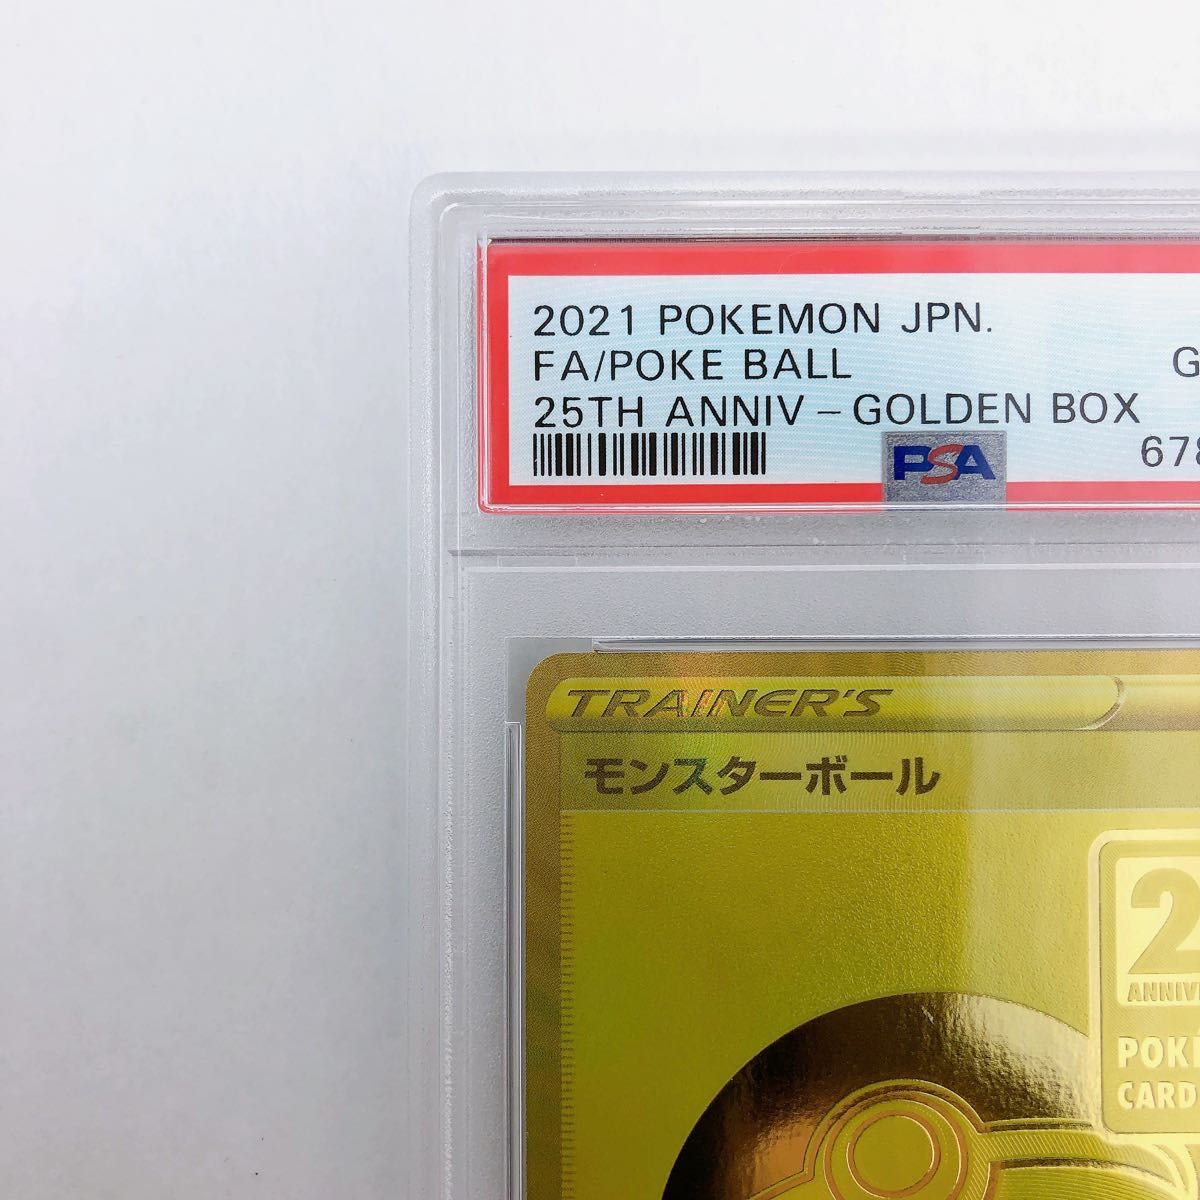 2021 POKEMON JPN.
FA/POKE BALL
25TH ANNIV – GOLDEN BOX
PSA
TRAINER'S
モンスターボール
CARD